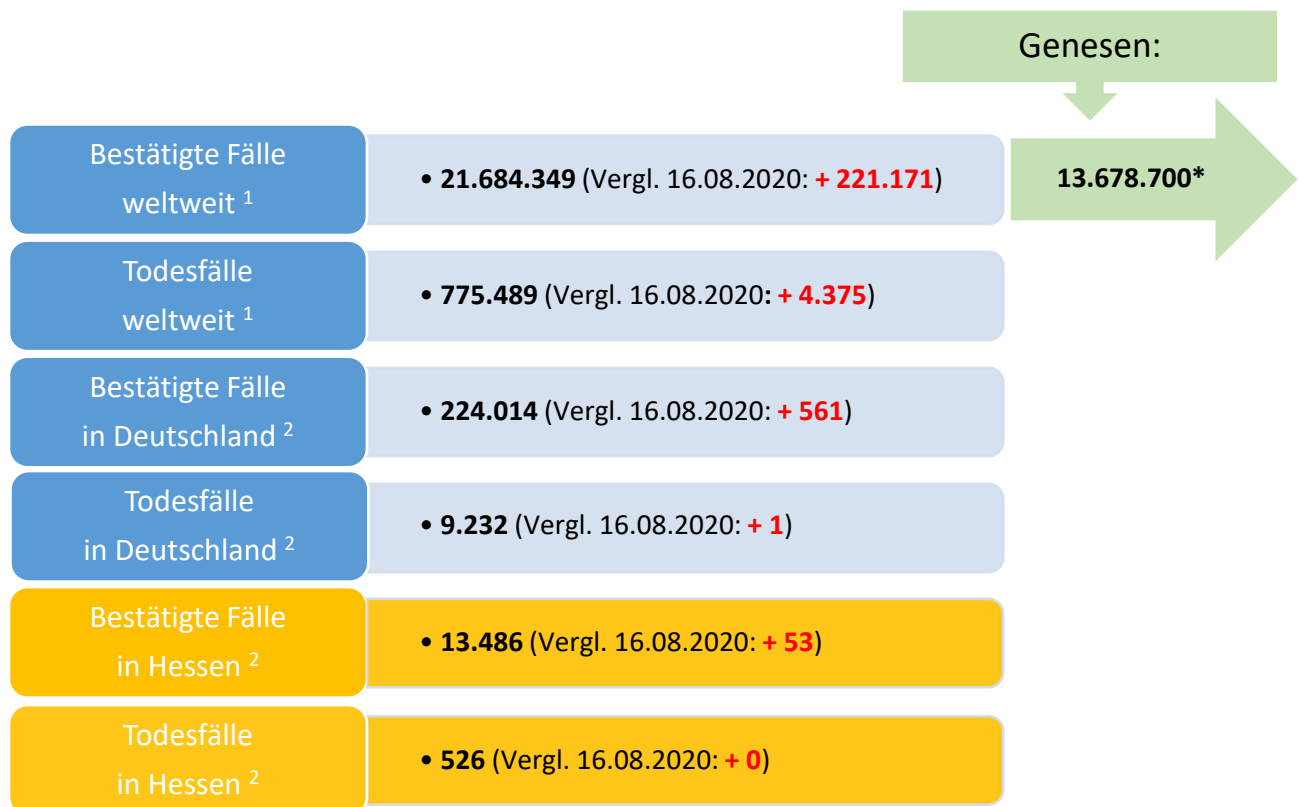 Genesen:
Bestätigte Fälle
weltweit ¹
• 21.684.349 (Vergl. 16.08.2020: + 221.171)
13.678.700*
Todesfälle
weltweit ¹
• 775.489 (Vergl. 16.08.2020: + 4.375)
Bestätigte Fälle
in Deutschland ²
• 224.014 (Vergl. 16.08.2020: + 561)
Todesfälle
in Deutschland ²
• 9.232 (Vergl. 16.08.2020: + 1)
Bestätigte Fälle
in Hessen ²
• 13.486 (Vergl. 16.08.2020: + 53)
Todesfälle
in Hessen ²
• 526 (Vergl. 16.08.2020: + 0)